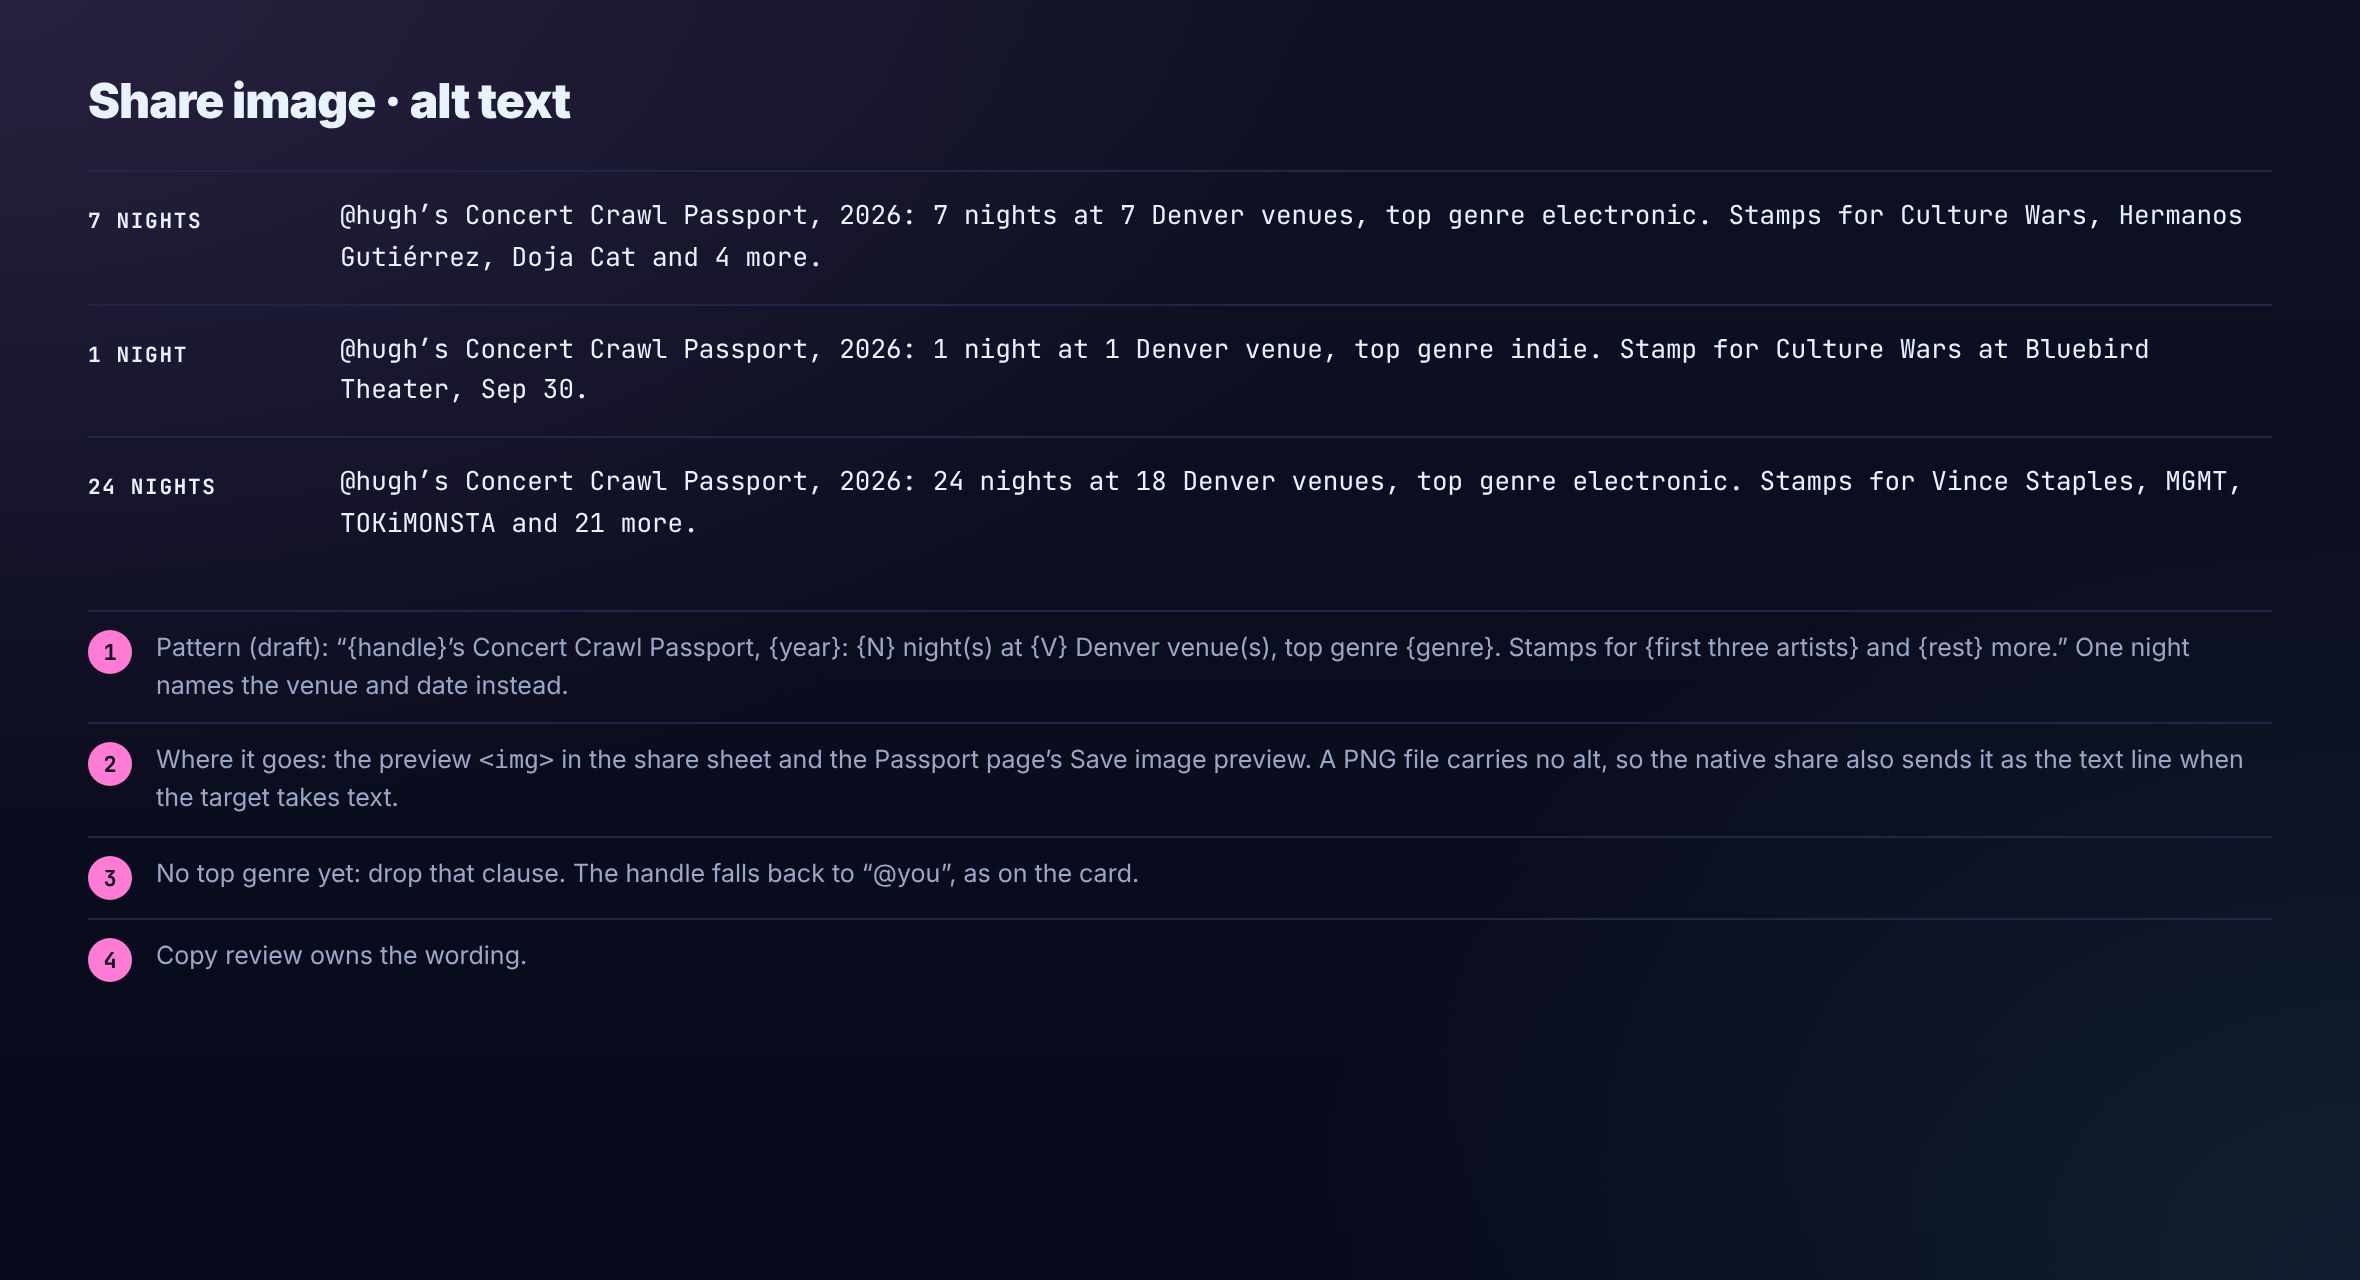 Share image · alt text
7 NIGHTS
@hugh’s Concert Crawl Passport, 2026: 7 nights at 7 Denver venues, top genre electronic. Stamps for Culture Wars, Hermanos
Gutiérrez, Doja Cat and 4 more.
1 NIGHT
@hugh’s Concert Crawl Passport, 2026: 1 night at 1 Denver venue, top genre indie. Stamp for Culture Wars at Bluebird
Theater, Sep 30.
24 NIGHTS
@hugh’s Concert Crawl Passport, 2026: 24 nights at 18 Denver venues, top genre electronic. Stamps for Vince Staples, MGMT,
TOKiMONSTA and 21 more.
1 Pattern (draft): “{handle}’s Concert Crawl Passport, {year}: {N} night(s) at {V} Denver venue(s), top genre {genre}. Stamps for {first three artists} and {rest} more.” One night
names the venue and date instead.
2 Where it goes: the preview <img> in the share sheet and the Passport page’s Save image preview. A PNG file carries no alt, so the native share also sends it as the text line when
the target takes text.
3 No top genre yet: drop that clause. The handle falls back to “@you”, as on the card.
4 Copy review owns the wording.